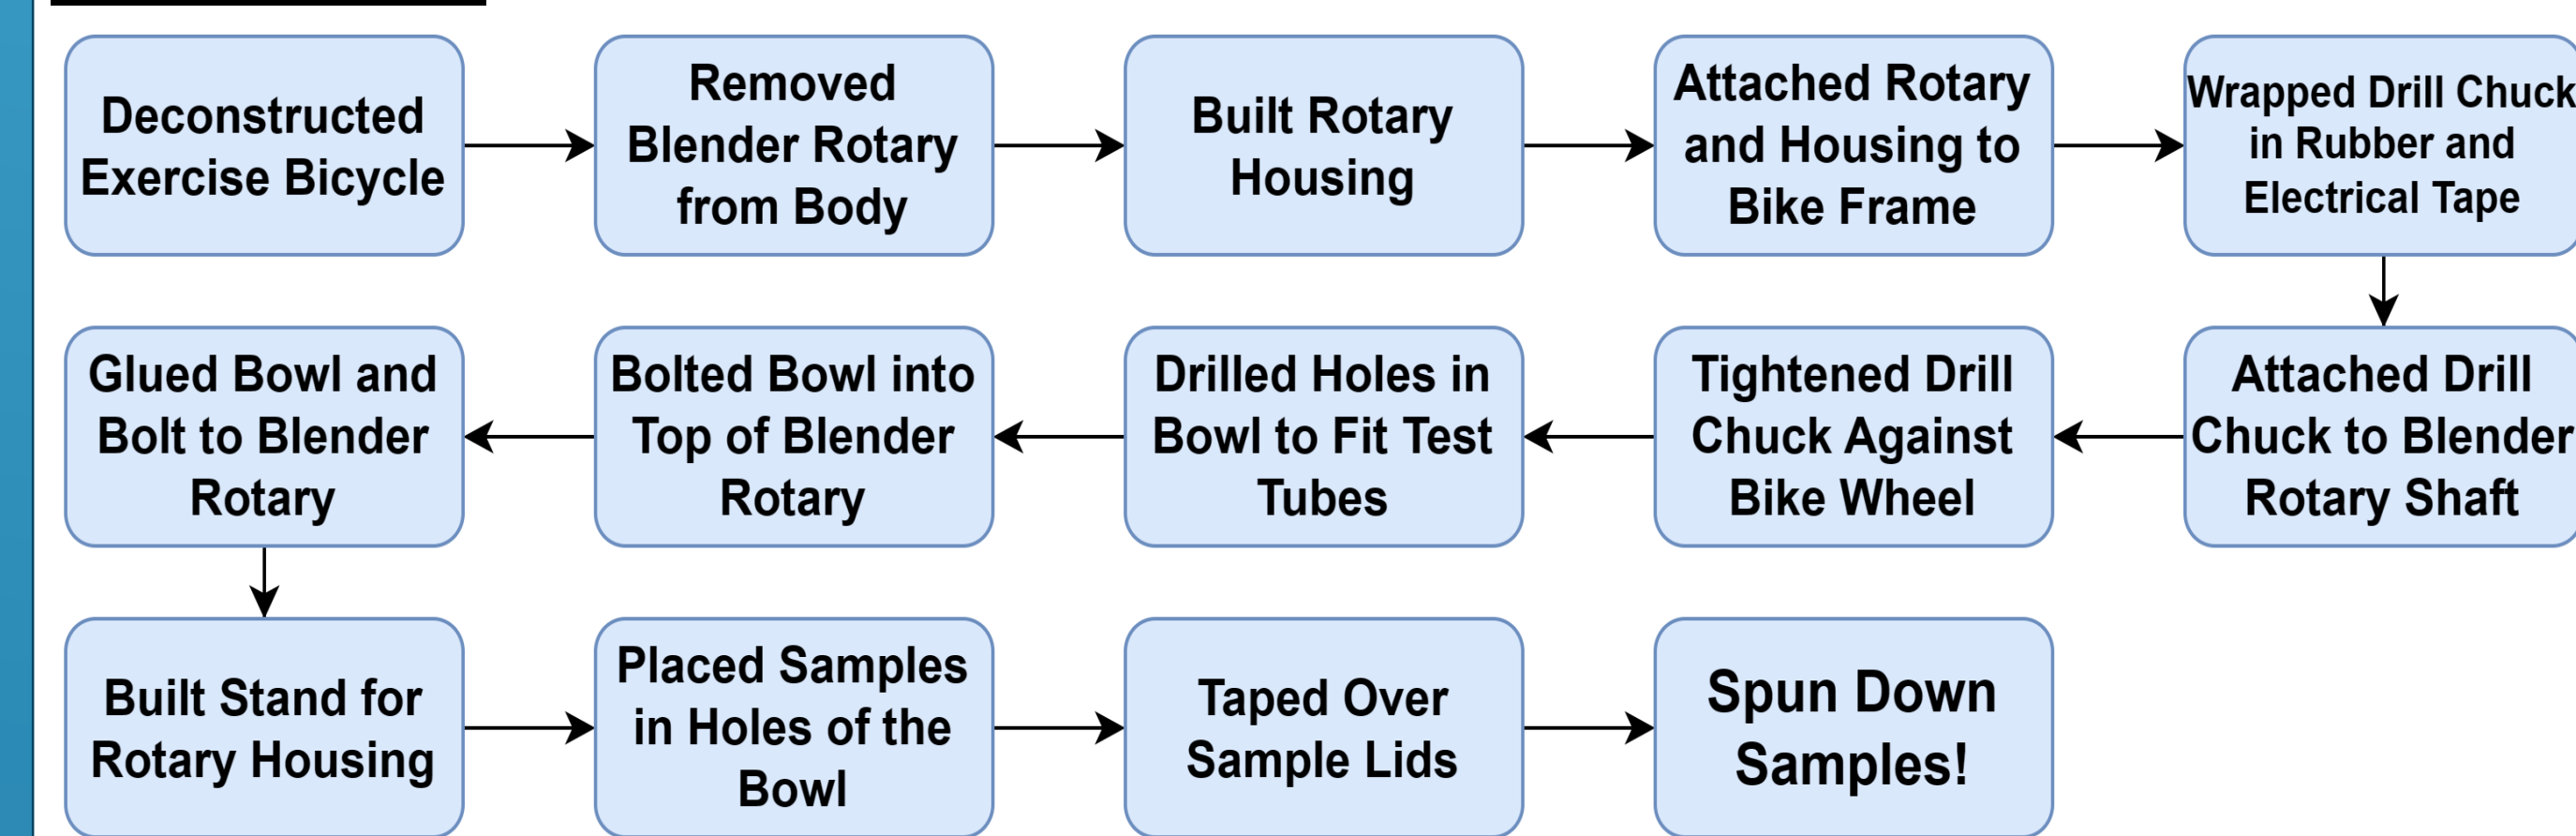 Deconstructed
Exercise Bicycle
Removed
Blender Rotary
from Body
Built Rotary
Housing
Attached Rotary
and Housing to
Bike Frame
Wrapped Drill Chuck
in Rubber and
Electrical Tape
Attached Drill
Chuck to Blender
Rotary Shaft
Tightened Drill
Chuck Against
Bike Wheel
Drilled Holes in
Bowl to Fit Test
Tubes
Bolted Bowl into
Top of Blender
Rotary
Glued Bowl and
Bolt to Blender
Rotary
Built Stand for
Rotary Housing
Placed Samples
in Holes of the
Bowl
Taped Over
Sample Lids
Spun Down
Samples!